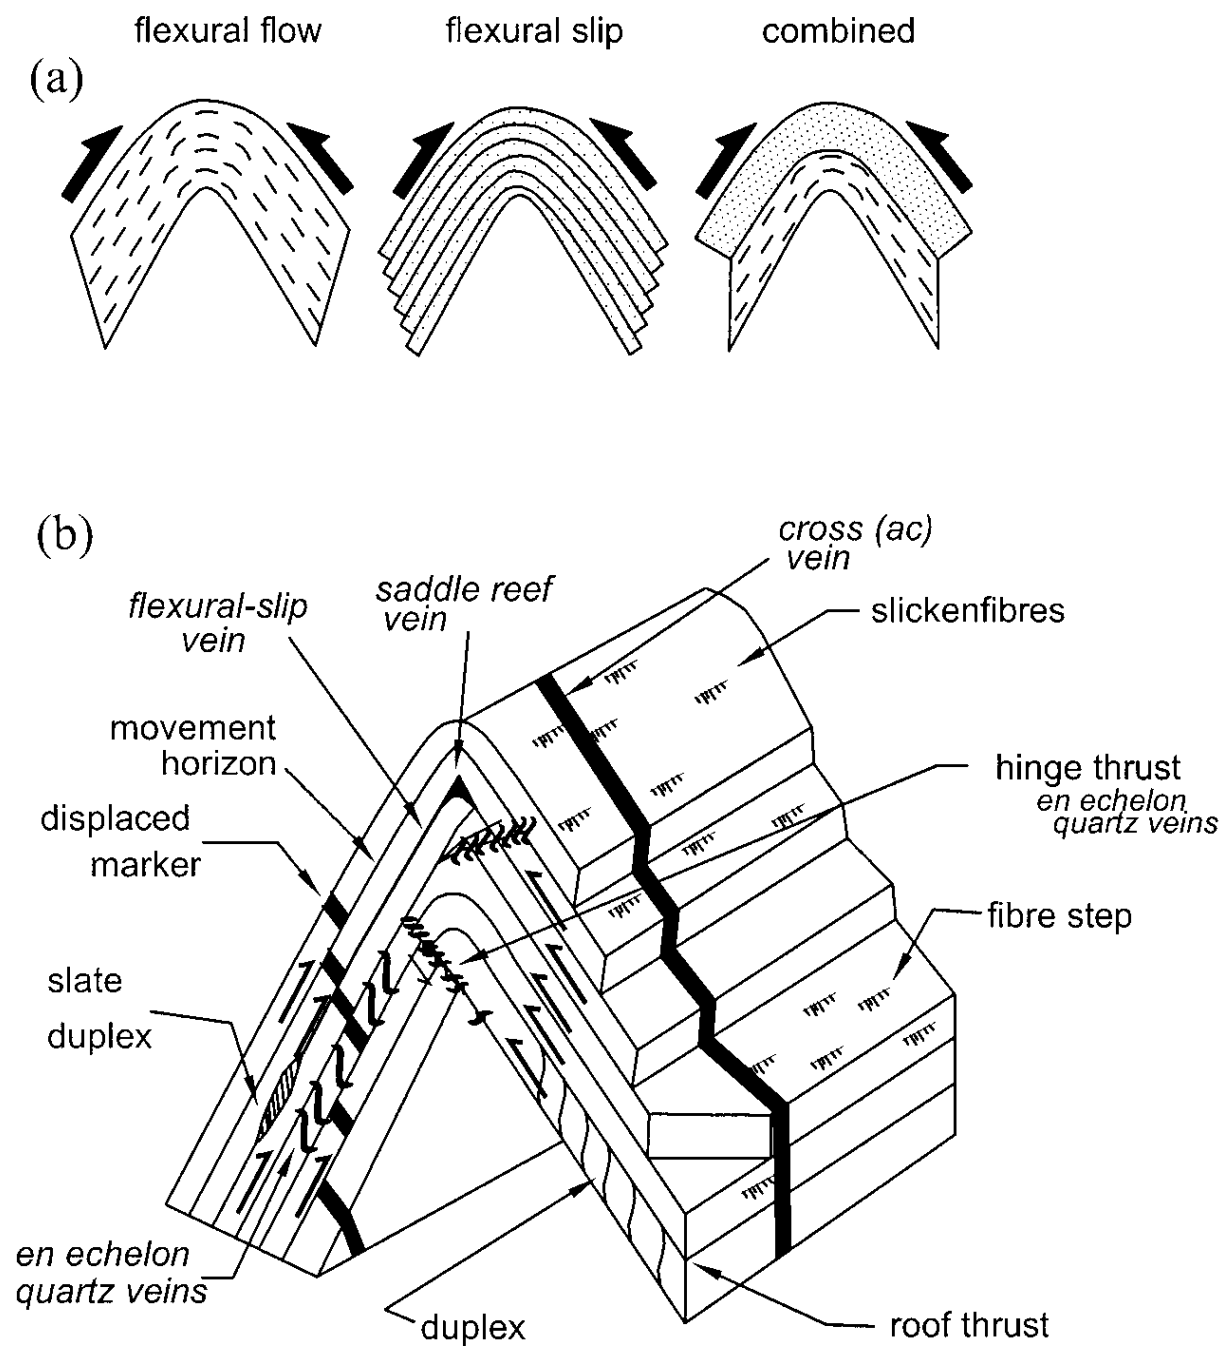 flexural flow
flexural slip
combined
(a)
(b)
cross (ac)
vein
saddle reef
vein
flexural-slip
vein
slickenfibres
movement
horizon
hinge thrust
en echelon
quartz veins
displaced
marker
fibre step
slate
duplex
en echelon
quartz veins
duplex
roof thrust